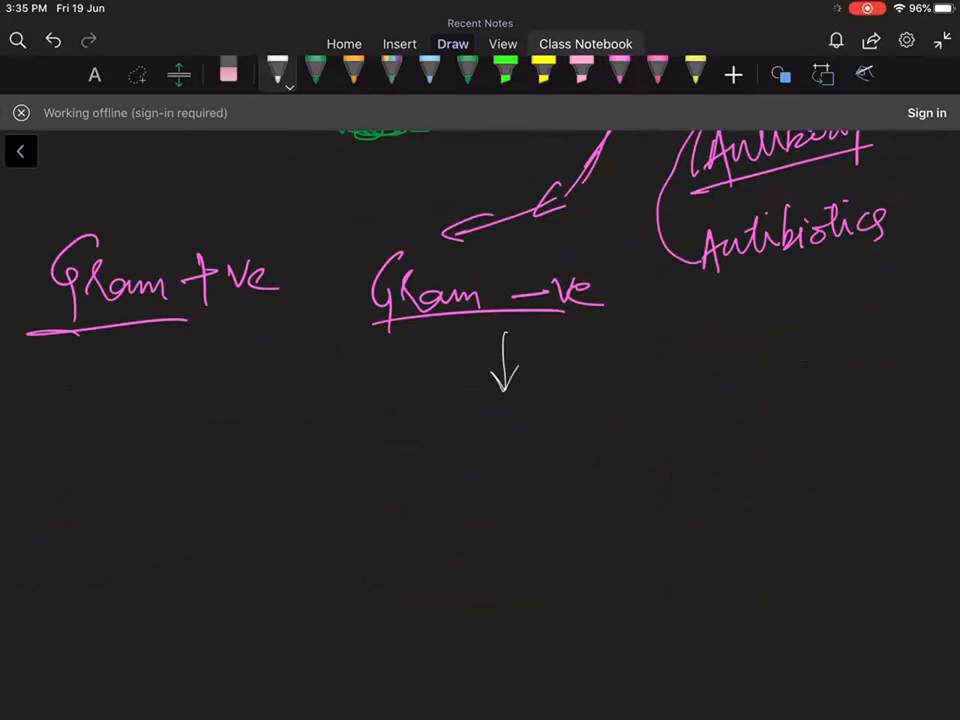 3:35 PM Fri 19 Jun 96%
Recent Notes
Home Insert Draw View Class Notebook
A
Working offline (sign-in required) Sign in
Antibiotics
Gram +ve Gram -ve